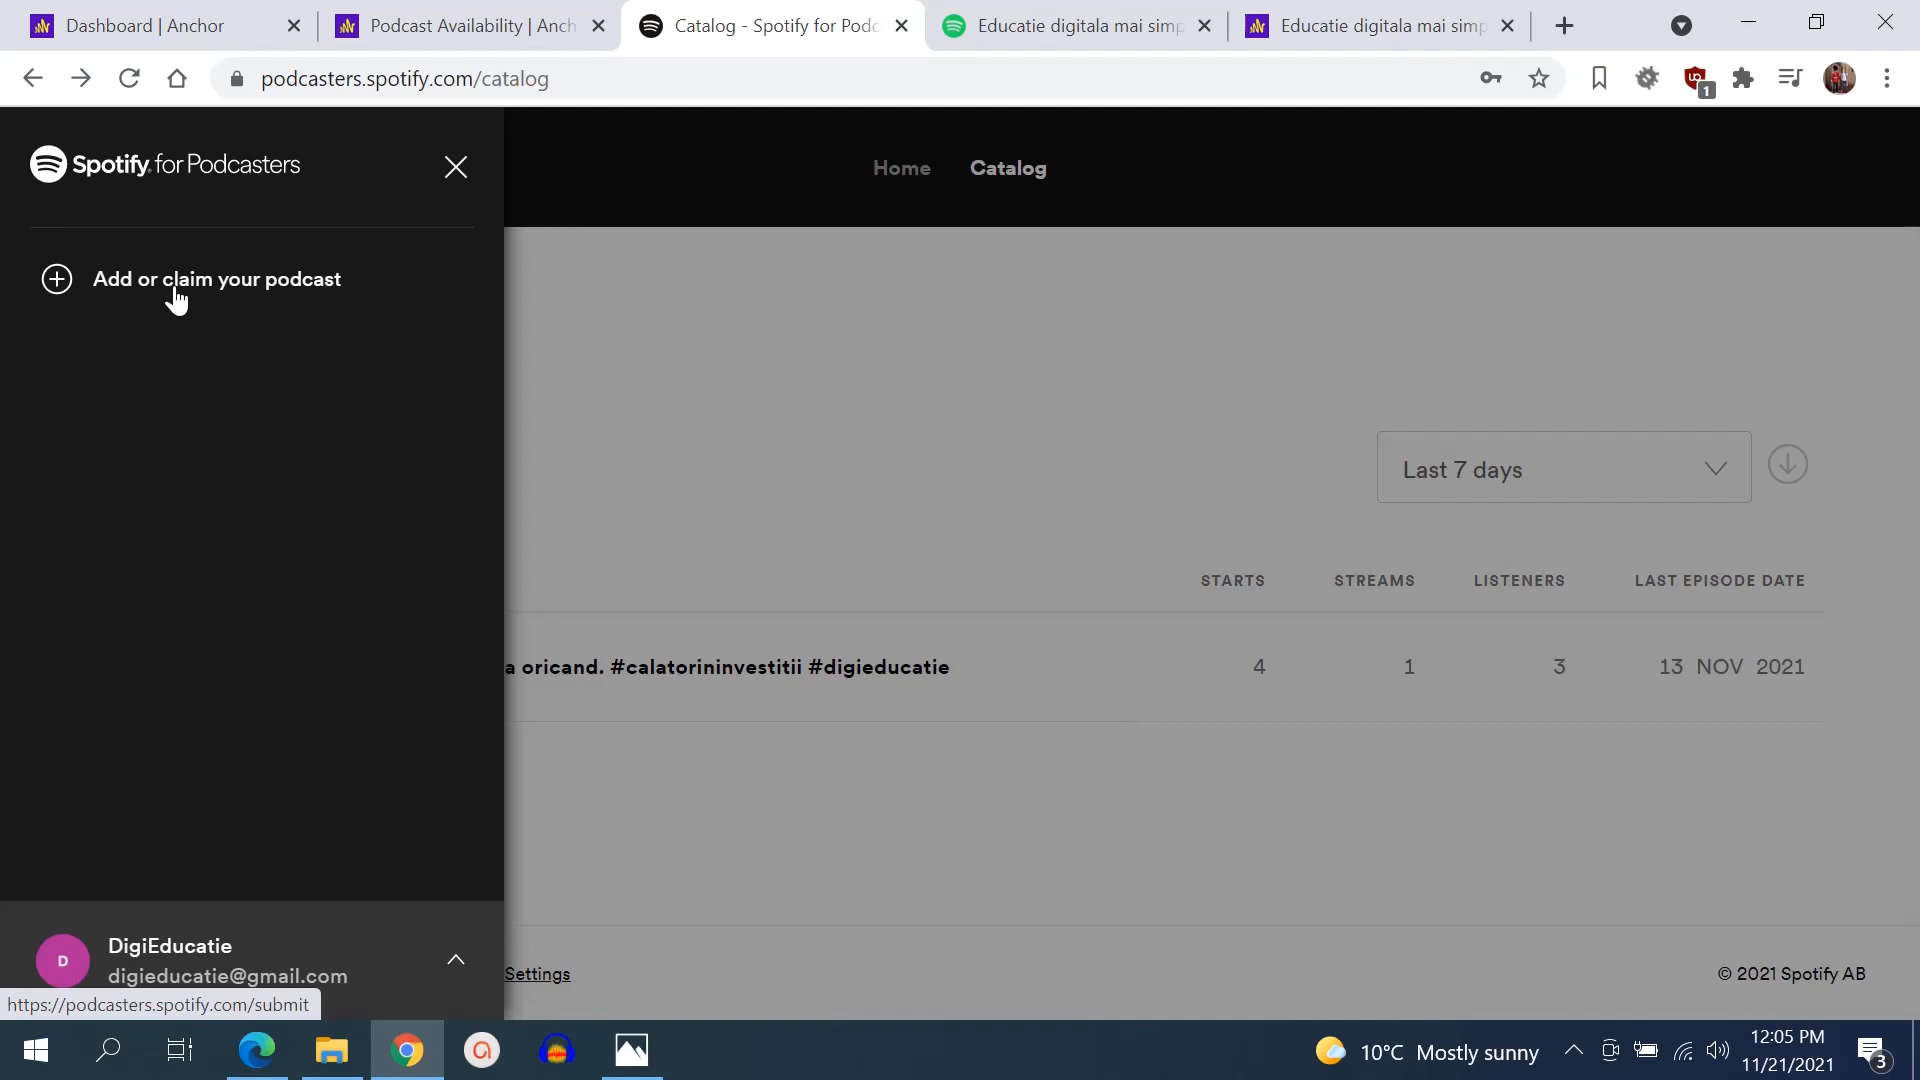 Dashboard | Anchor
Podcast Availability | Anch
Catalog - Spotify for Podc
Educatie digitala mai simp
Educatie digitala mai simp
podcasters.spotify.com/catalog
1
Spotify for Podcasters
Home
Catalog
Add or claim your podcast
Last 7 days
STARTS
STREAMS
LISTENERS
LAST EPISODE DATE
a oricand. #calatorininvestitii #digieducatie
4
1
3
13 NOV 2021
D
DigiEducatie
digieducatie@gmail.com
Settings
© 2021 Spotify AB
https://podcasters.spotify.com/submit
10°C Mostly sunny
12:05 PM
11/21/2021
3